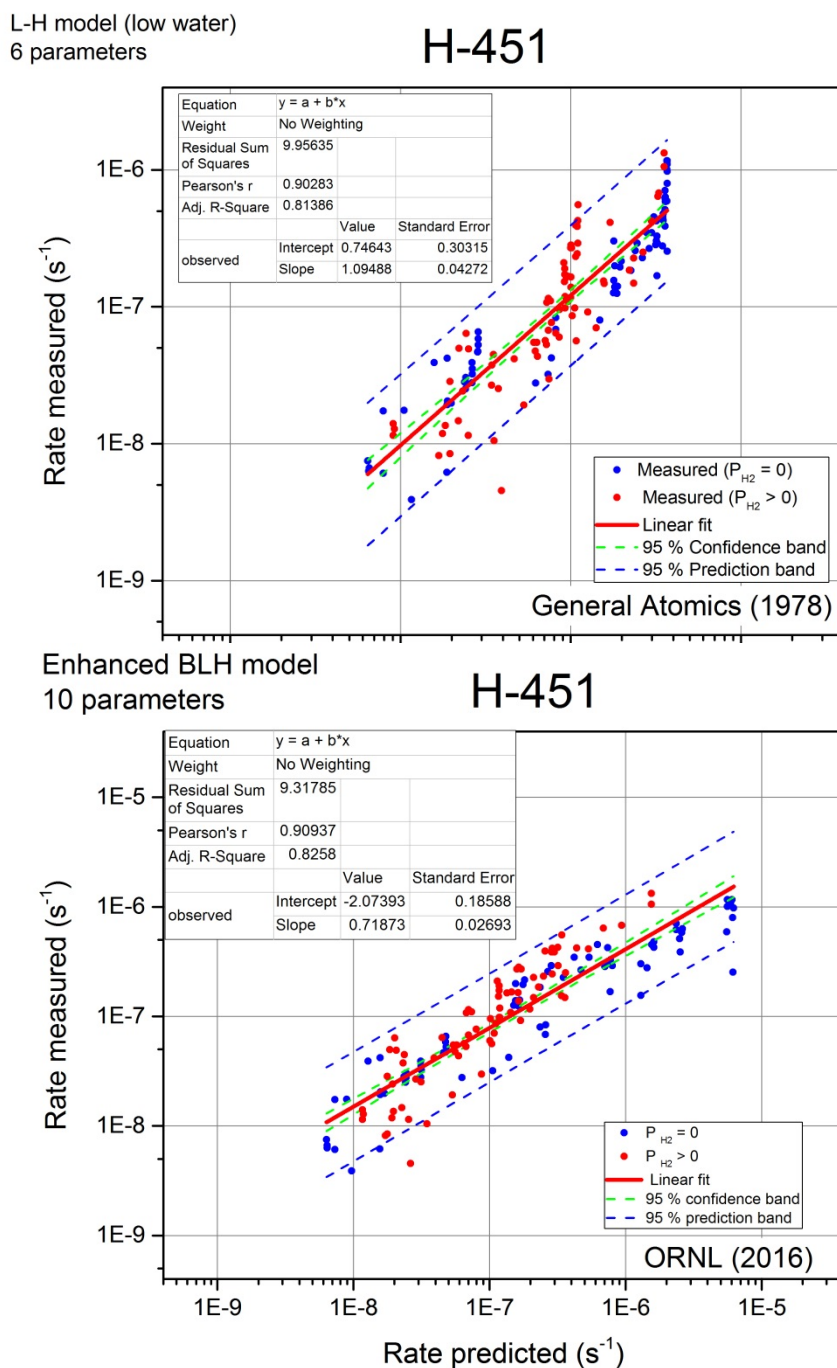 L-H model (low water)
6 parameters
H-451
Equation y = a + b*x
Weight No Weighting
Residual Sum of Squares 9.95635
Pearson's r 0.90283
Adj. R-Square 0.81386
Value Standard Error
observed Intercept 0.74643 0.30315
Slope 1.09488 0.04272
1E-6
1E-7
1E-8
1E-9
Rate measured (s-1)
Measured (P H2 = 0)
Measured (P H2 > 0)
Linear fit
95 % Confidence band
95 % Prediction band
General Atomics (1978)
Enhanced BLH model
10 parameters
H-451
Equation y = a + b*x
Weight No Weighting
Residual Sum of Squares 9.31785
Pearson's r 0.90937
Adj. R-Square 0.8258
Value Standard Error
observed Intercept -2.07393 0.18588
Slope 0.71873 0.02693
1E-5
1E-6
1E-7
1E-8
1E-9
Rate measured (s-1)
P H2 = 0
P H2 > 0
Linear fit
95 % confidence band
95 % prediction band
ORNL (2016)
1E-9 1E-8 1E-7 1E-6 1E-5
Rate predicted (s-1)